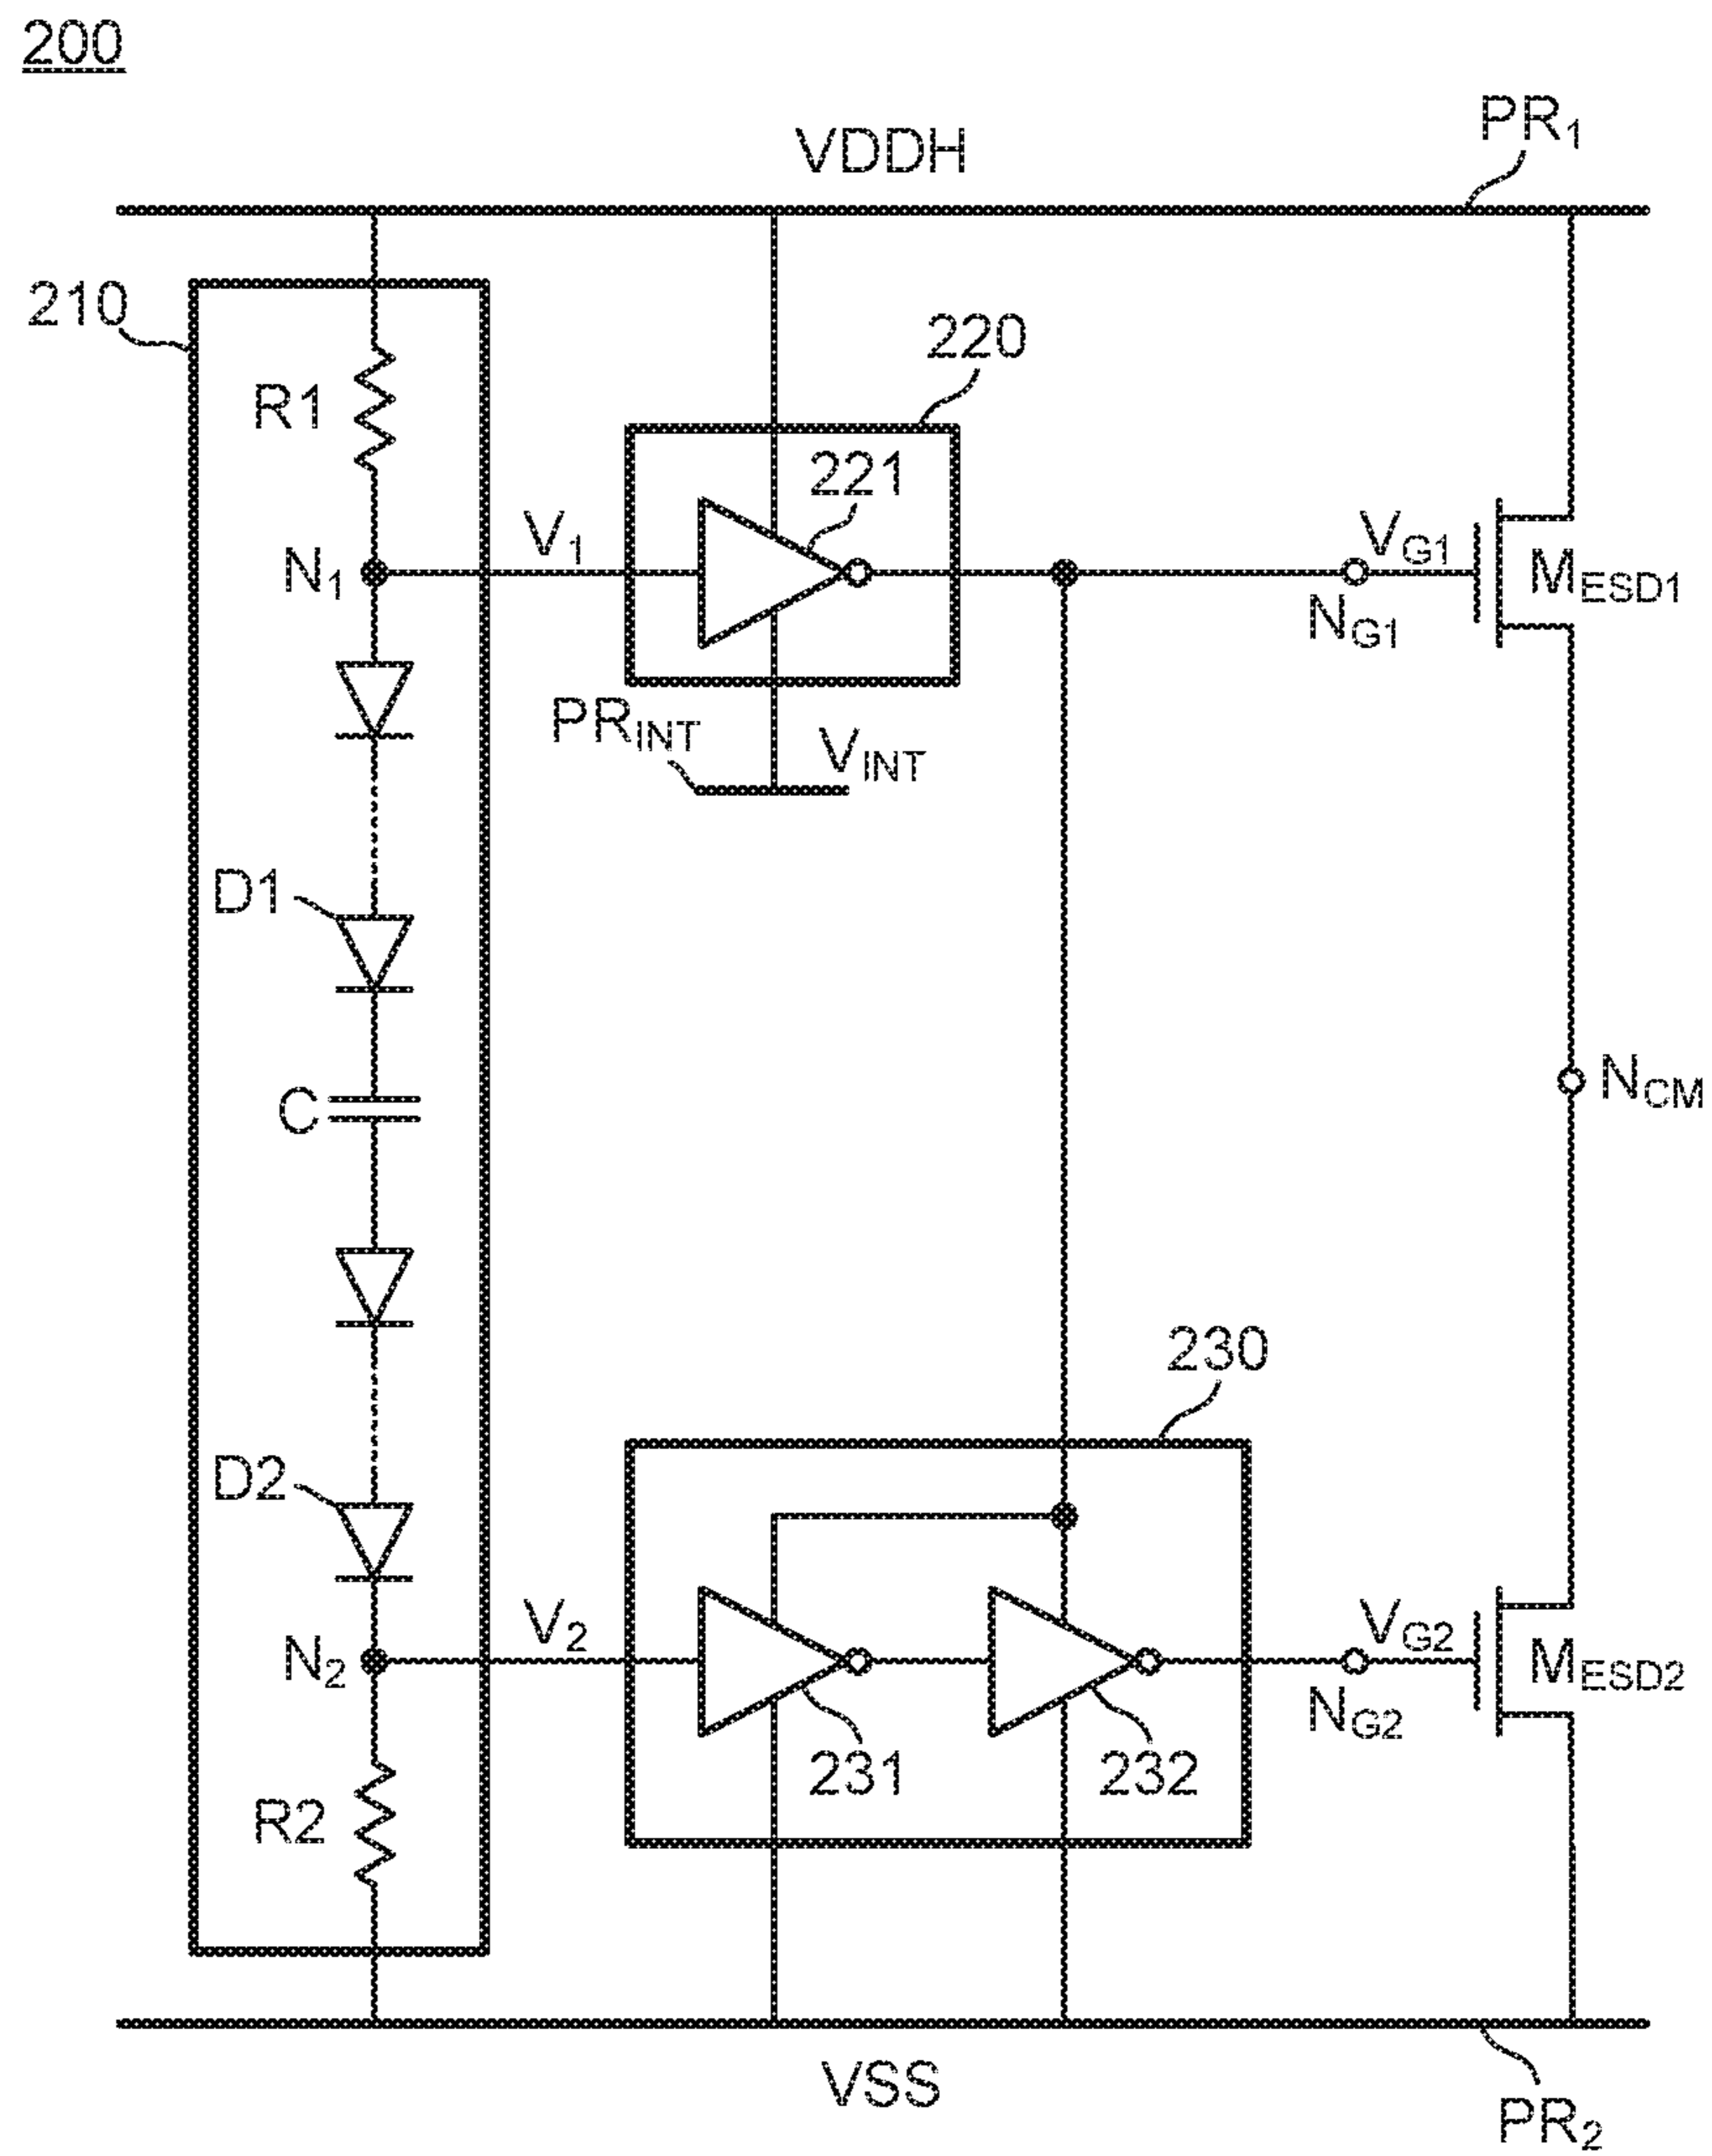 200
PR1
VDDH
210
220
R1
221
V1
VG1
N1
MESD1
NG1
PRINT
VINT
D1
C
NCM
230
D2
V2
VG2
N2
MESD2
NG2
231
232
R2
VSS
PR2